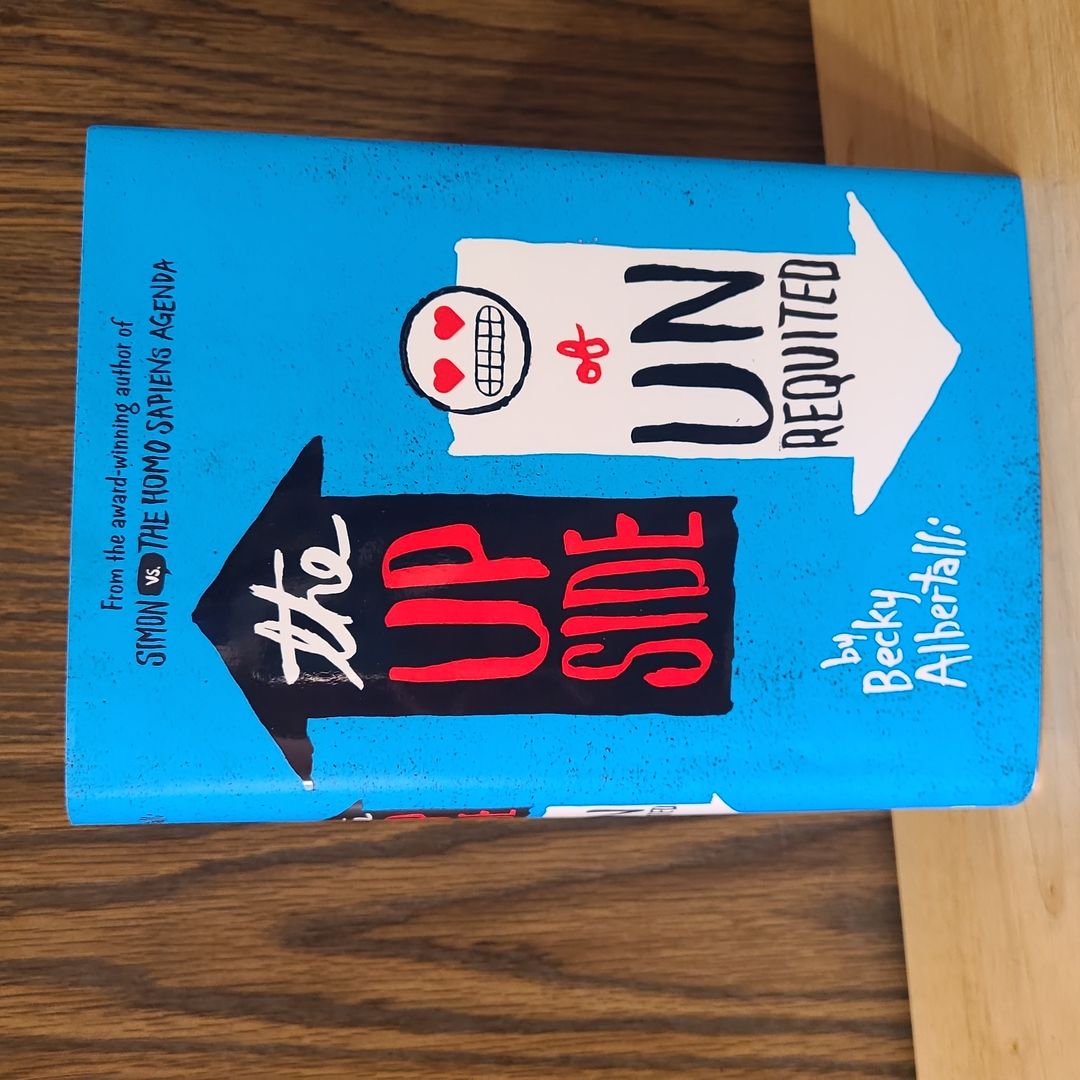 From the award-winning author of
SIMON vs. THE HOMO SAPIENS AGENDA
the
UP
SIDE
of
UN
REQUITED
by
Becky
Albertalli